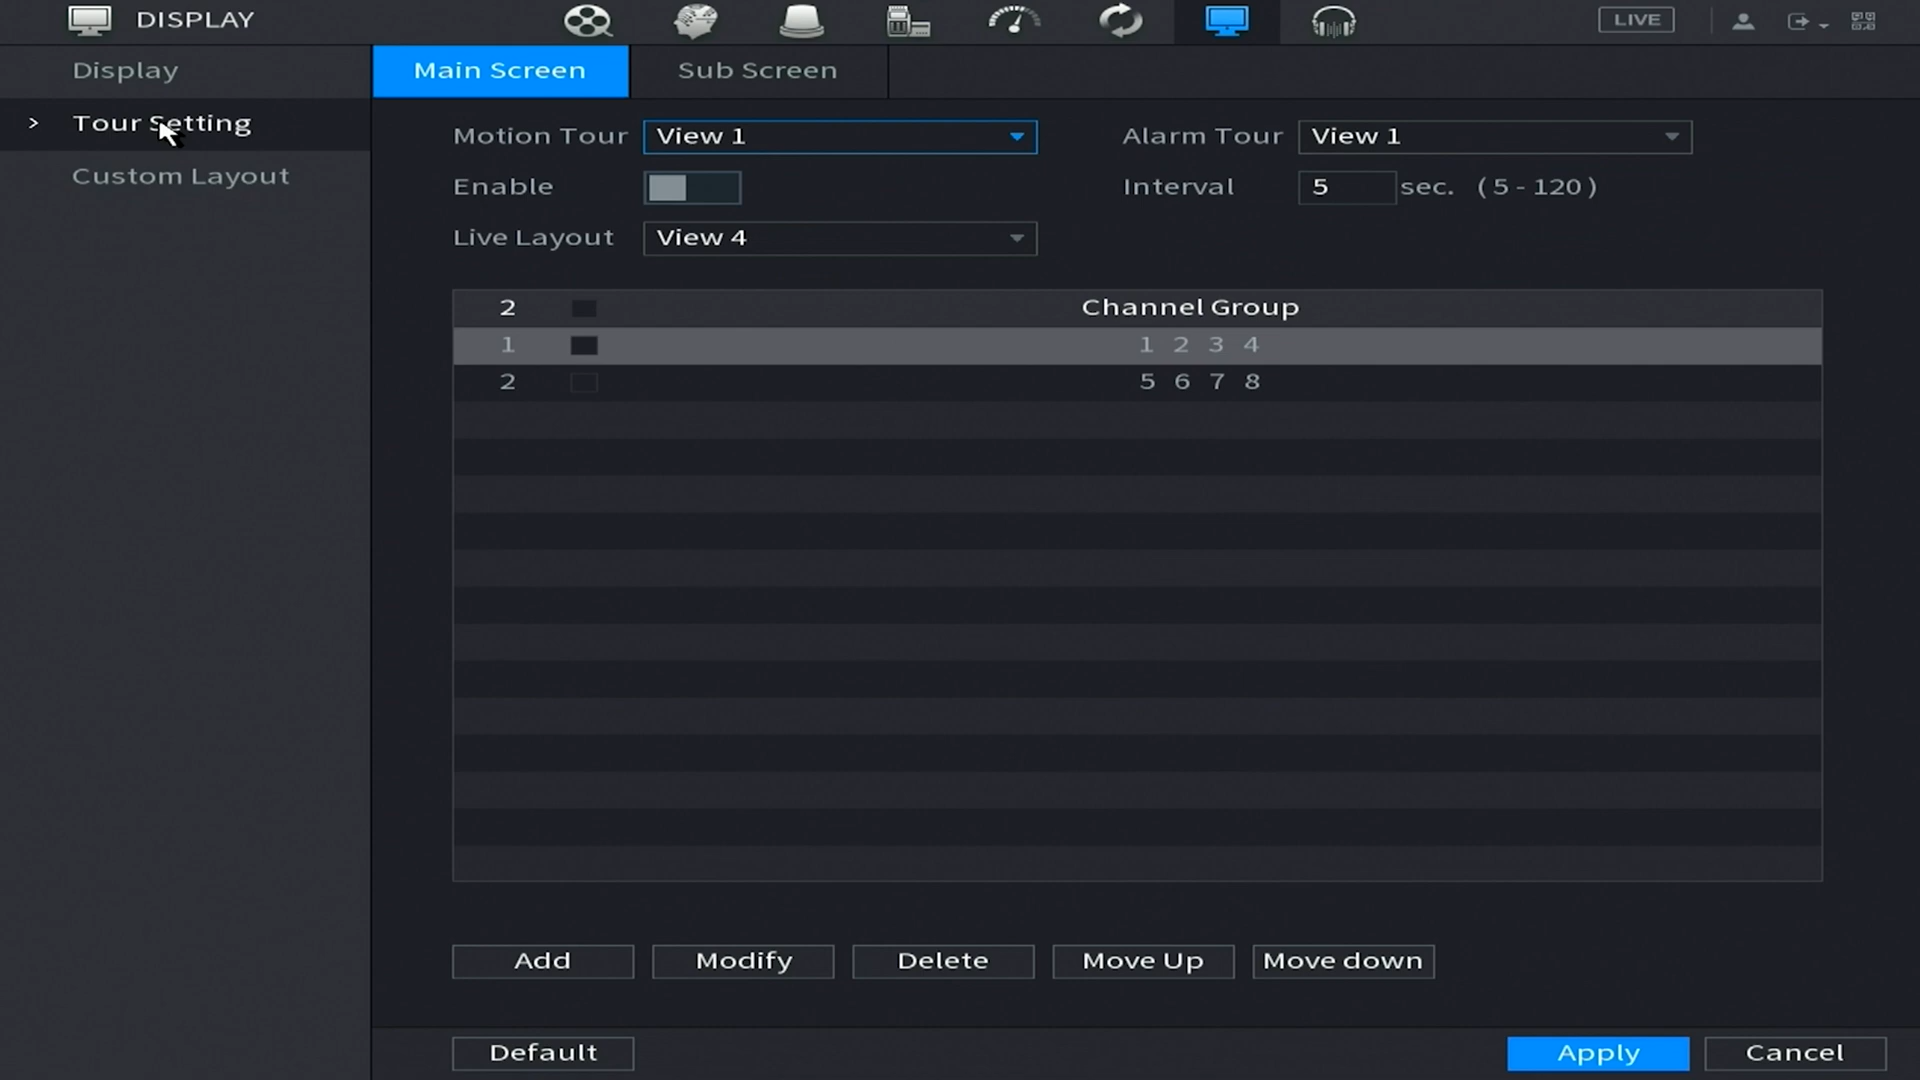 DISPLAY
LIVE
Display
Tour Setting
Custom Layout
Main Screen
Sub Screen
Motion Tour
View 1
Alarm Tour
View 1
Enable
Interval
5
sec. (5-120)
Live Layout
View 4
2 Channel Group
1 1 2 3 4
2 5 6 7 8
Add
Modify
Delete
Move Up
Move down
Default
Apply
Cancel